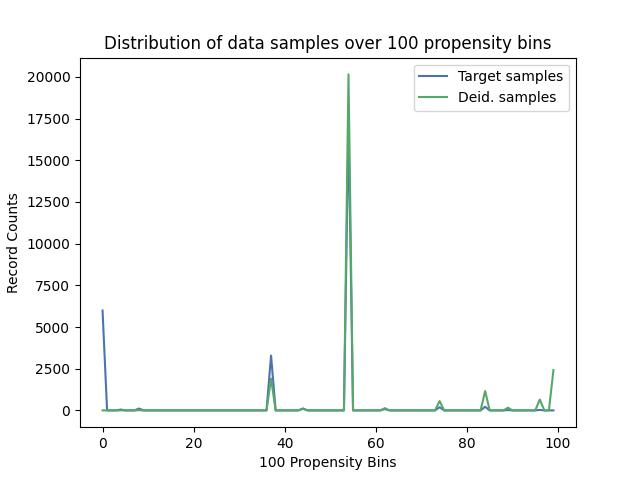 Distribution of data samples over 100 propensity bins
Target samples
Deid. samples
20000
17500
15000
12500
10000
7500
5000
2500
0
Record Counts
0 20 40 60 80 100
100 Propensity Bins